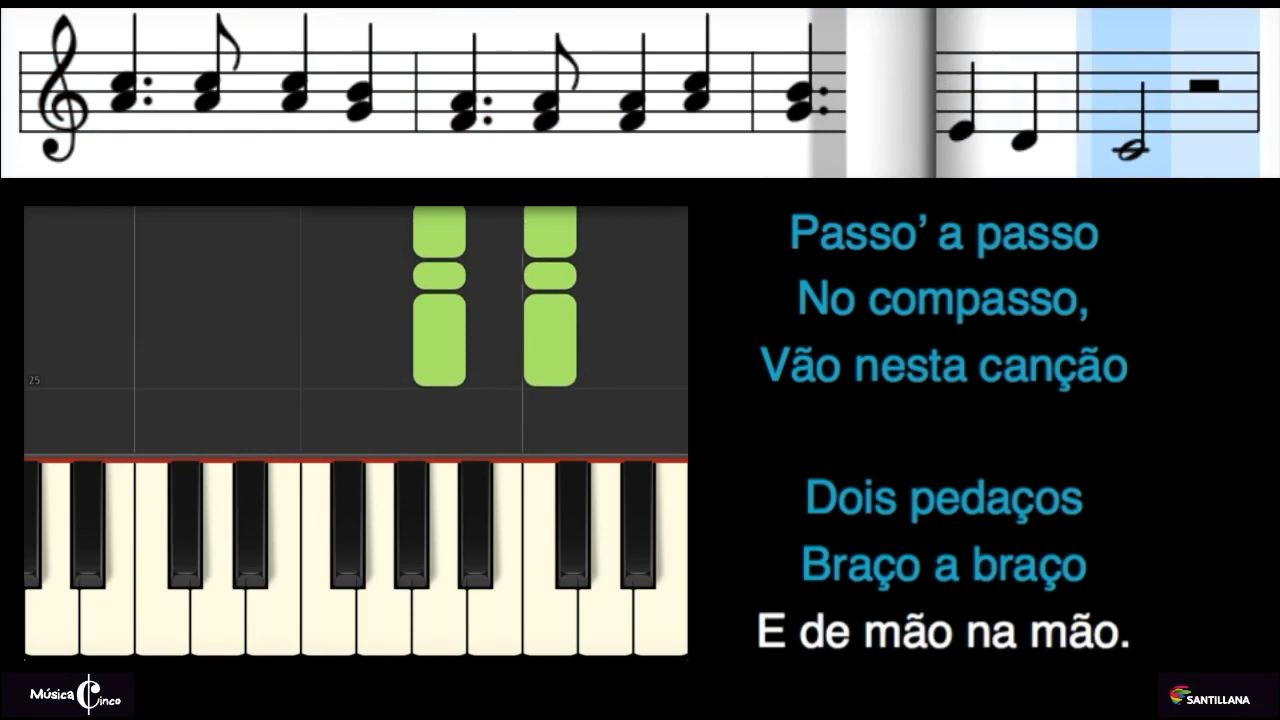 25
Passo’ a passo
No compasso,
Vão nesta canção
Dois pedaços
Braço a braço
E de mão na mão.
Música Cinco
SANTILLANA